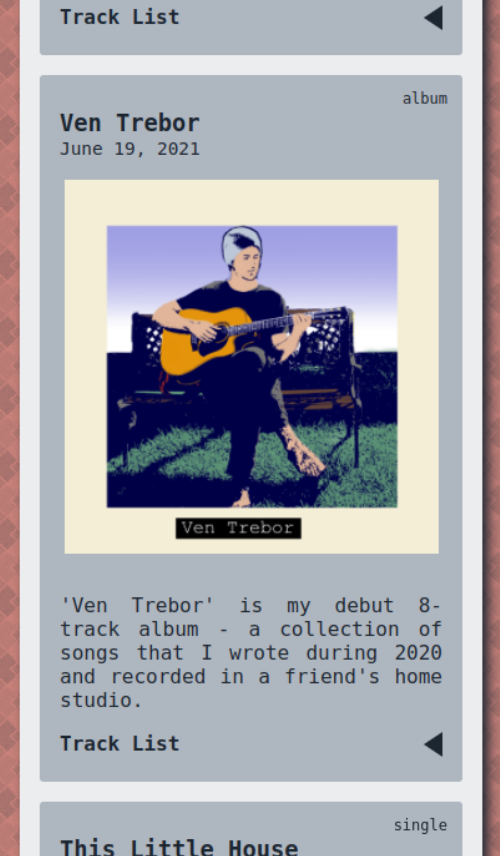 Track List
album
Ven Trebor
June 19, 2021
Ven Trebor
'Ven Trebor' is my debut 8-
track album - a collection of
songs that I wrote during 2020
and recorded in a friend's home
studio.
Track List
single
This Little House